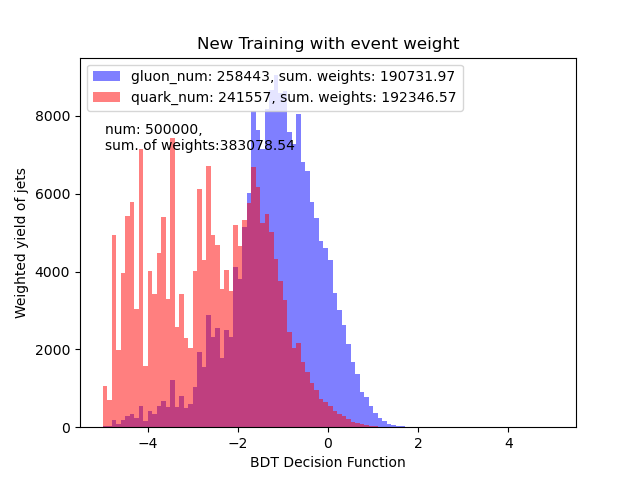 New Training with event weight
gluon_num: 258443, sum. weights: 190731.97
quark_num: 241557, sum. weights: 192346.57
num: 500000,
sum. of weights:383078.54
8000
6000
4000
2000
0
Weighted yield of jets
−4 −2 0 2 4
BDT Decision Function